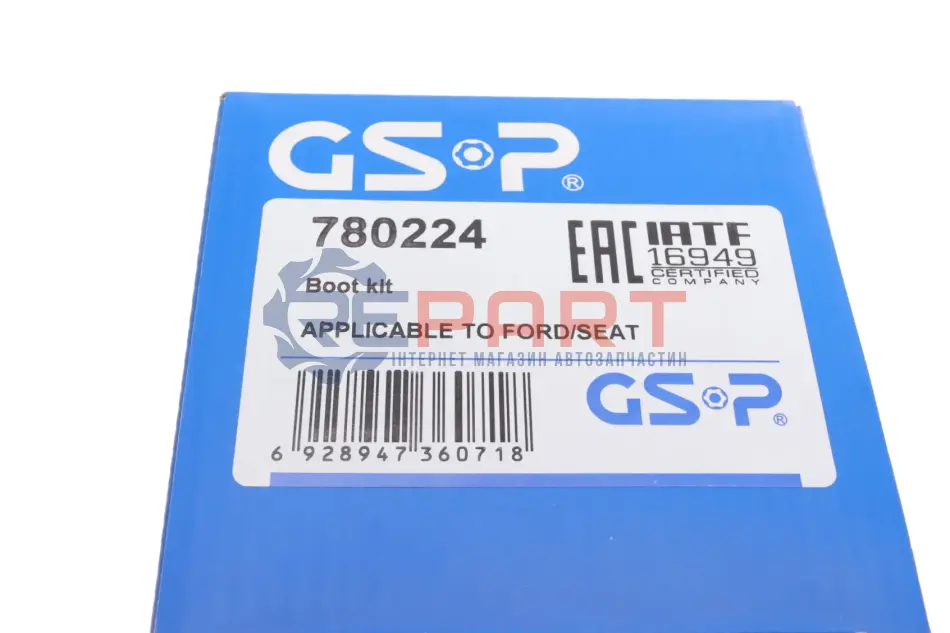 GSP®
780224
EAC
IATF
16949
CERTIFIED
COMPANY
Boot kit
REPART
APPLICABLE TO FORD/SEAT
ІНТЕРНЕТ МАГАЗИН АВТОЗАПЧАСТИН
GSP®
6 928947 360718